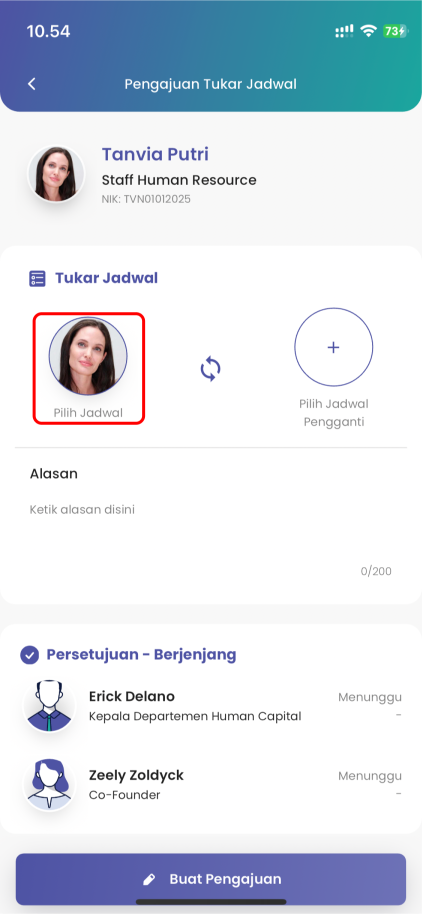 10.54
73
Pengajuan Tukar Jadwal
Tanvia Putri
Staff Human Resource
NIK: TVN01012025
Tukar Jadwal
Pilih Jadwal
Pilih Jadwal
Pengganti
Alasan
Ketik alasan disini
0/200
Persetujuan - Berjenjang
Erick Delano
Menunggu
Kepala Departemen Human Capital
-
Zeely Zoldyck
Menunggu
Co-Founder
-
Buat Pengajuan